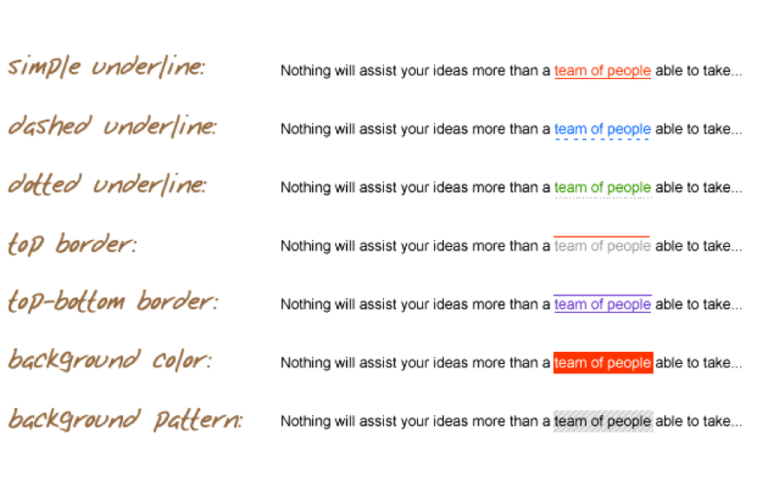 simple underline: Nothing will assist your ideas more than a team of people able to take...
dashed underline: Nothing will assist your ideas more than a team of people able to take...
dotted underline: Nothing will assist your ideas more than a team of people able to take...
top border: Nothing will assist your ideas more than a team of people able to take...
top-bottom border: Nothing will assist your ideas more than a team of people able to take...
background color: Nothing will assist your ideas more than a team of people able to take...
background pattern: Nothing will assist your ideas more than a team of people able to take...